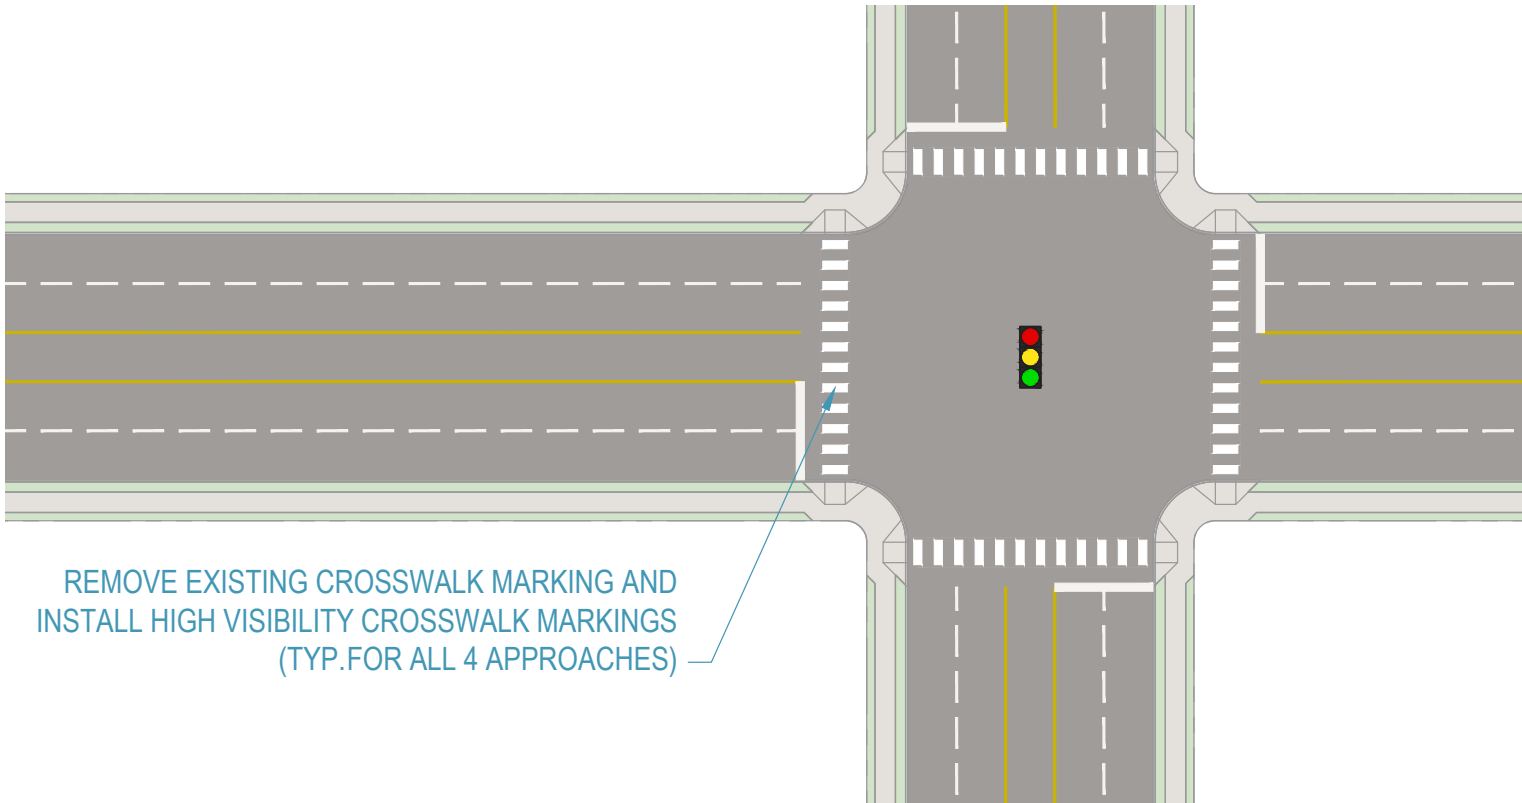 REMOVE EXISTING CROSSWALK MARKING AND
INSTALL HIGH VISIBILITY CROSSWALK MARKINGS
(TYP.FOR ALL 4 APPROACHES)